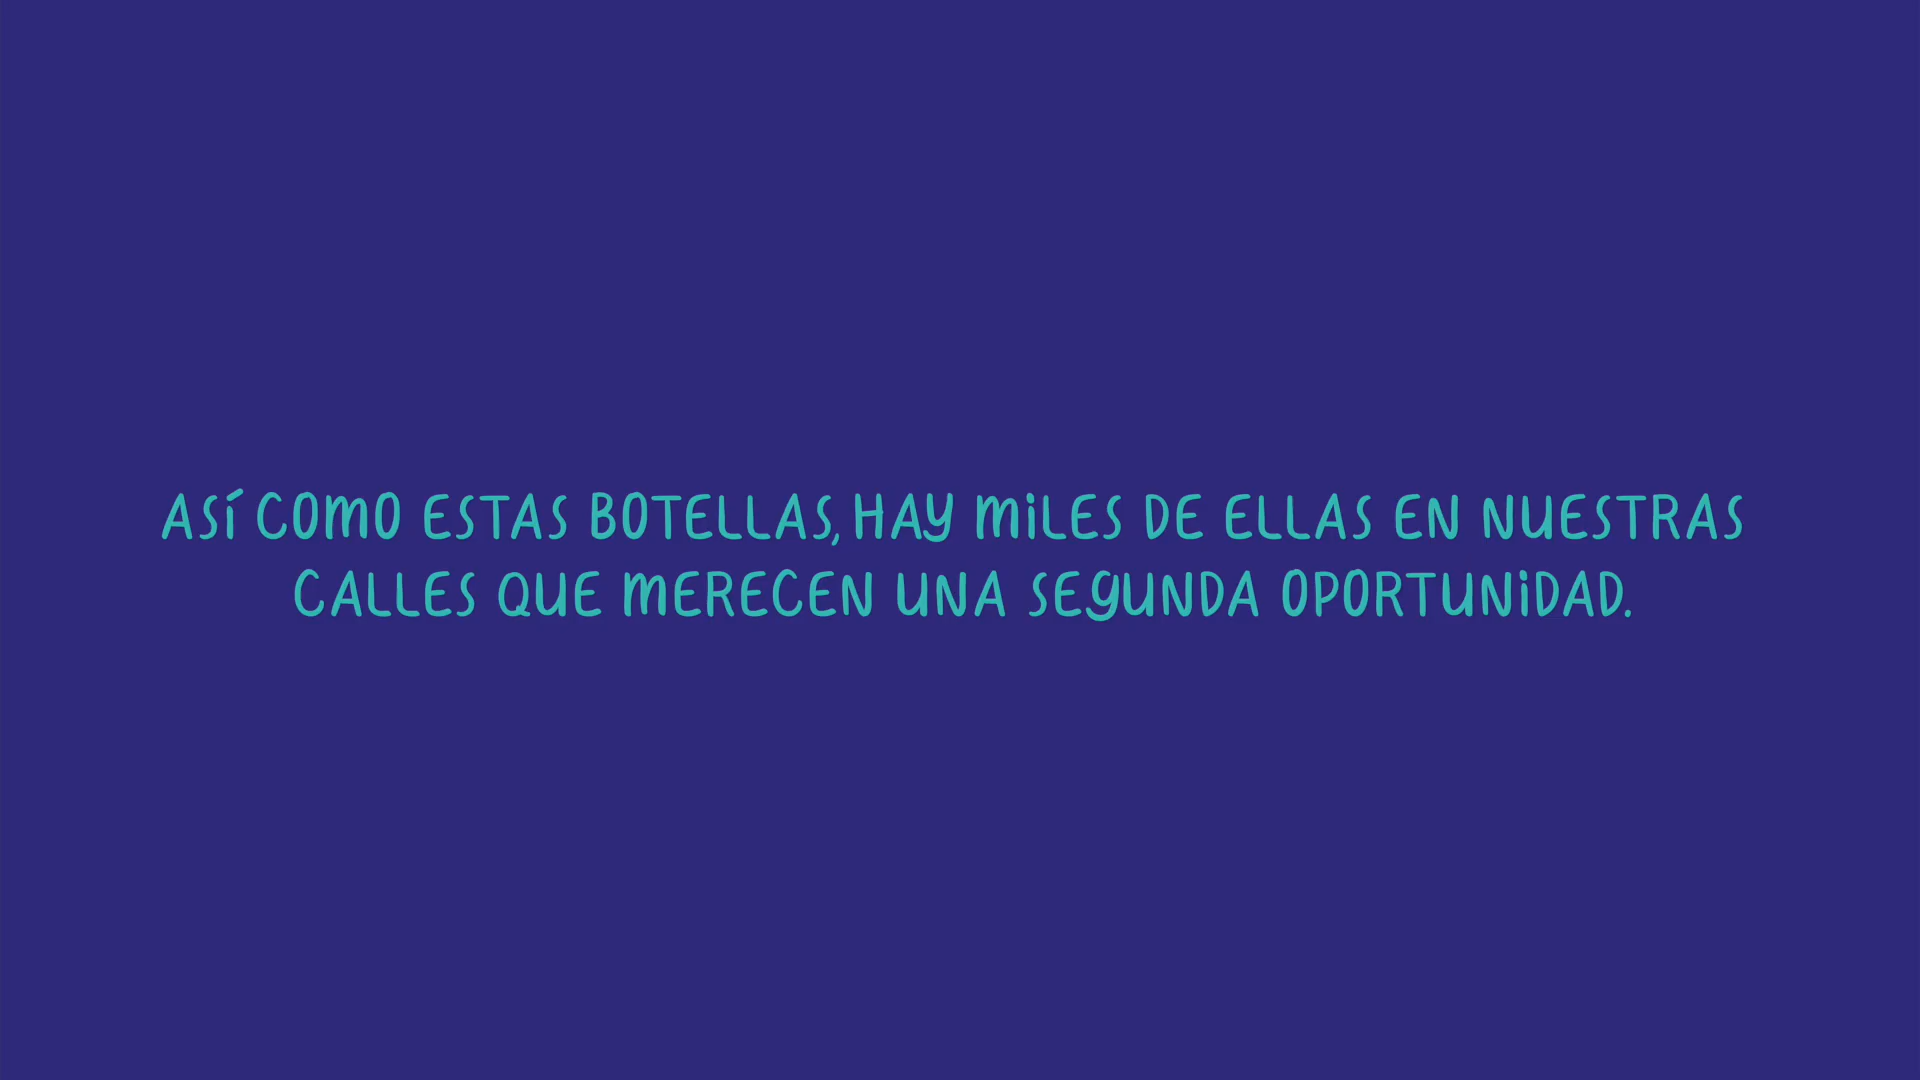 ASÍ COMO ESTAS BOTELLAS, HAY MILES DE ELLAS EN NUESTRAS
CALLES QUE MERECEN UNA SEGUNDA OPORTUNIDAD.